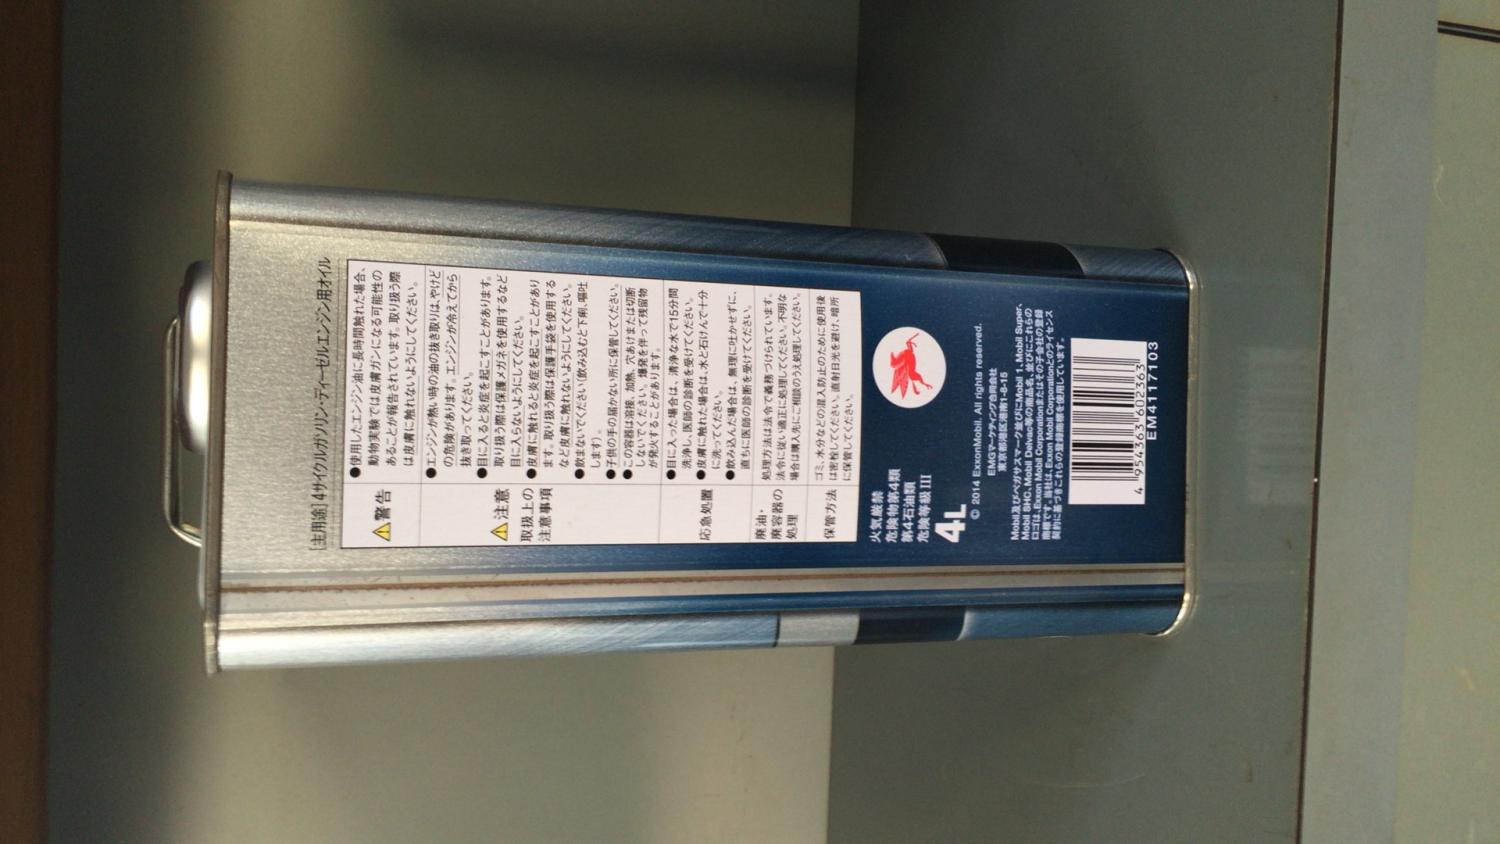 [主用途] 4サイクルガソリン・ディーゼルエンジン用オイル
⚠警告
●使用したエンジン油に長時間触れた場合、
動物実験では皮膚ガンになる可能性の
あることが報告されています。取り扱う際
は皮膚に触れないようにしてください。
⚠注意
取扱上の
注意事項
●エンジンが熱い時の油の抜き取りは、やけど
の危険があります。エンジンが冷えてから
抜き取ってください。
●目に入ると炎症を起こすことがあります。
取り扱う際は保護メガネを使用するなど
目に入らないようにしてください。
●皮膚に触れると炎症を起こすことがあり
ます。取り扱う際は保護手袋を使用する
など皮膚に触れないようにしてください。
●飲まないでください(飲み込むと下痢、嘔吐
します)。
●子供の手の届かない所に保管してください。
●この容器は溶接、加熱、穴あけまたは切断
しないでください。爆発を伴って残留物
が発火することがあります。
応急処置
●目に入った場合は、清浄な水で15分間
洗浄し、医師の診断を受けてください。
●皮膚に触れた場合は、水と石けんで十分
に洗ってください。
●飲み込んだ場合は、無理に吐かせずに、
直ちに医師の診断を受けてください。
廃油・
廃容器の
処理
処理方法は法令で義務づけられています。
法令に従い適正に処理してください。不明な
場合は購入先にご相談のうえ処理してください。
保管方法
ゴミ、水分などの混入防止のために使用後
は密栓してください。直射日光を避け、暗所
に保管してください。
火気厳禁
危険物第4類
第4石油類
危険等級III
4L
© 2014 ExxonMobil. All rights reserved.
EMGマーケティング合同会社
東京都港区港南1-8-15
Mobil及びペガサスマーク並びにMobil 1、Mobil Super、
Mobil SHC、Mobil Delvac等の商品名、並びにこれらの
ロゴは、Exxon Mobil Corporationまたはその子会社の登録
商標です。当社は、Exxon Mobil Corporationとのライセンス
契約に基づきこれらの登録商標を使用しています。
4 954363 602363
EM4117103